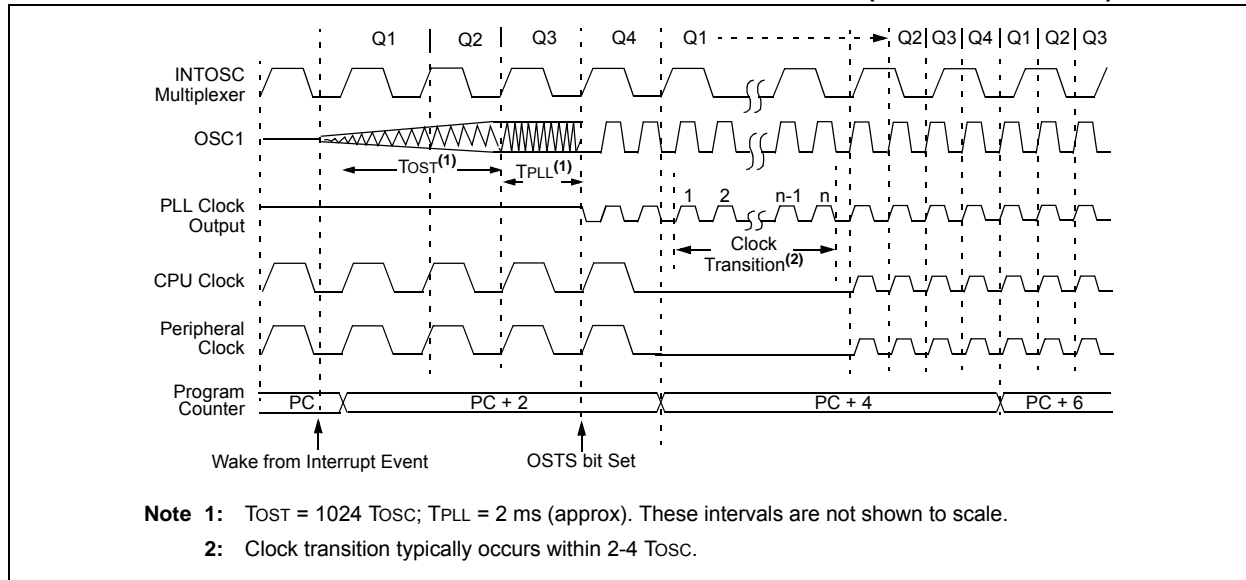 Q1 Q2 Q3 Q4 Q1 Q2 Q3 Q4 Q1 Q2 Q3
INTOSC
Multiplexer
OSC1
TOST(1)
TPLL(1)
PLL Clock
Output
1 2 n-1 n
Clock
Transition(2)
CPU Clock
Peripheral
Clock
Program
Counter
PC PC + 2 PC + 4 PC + 6
Wake from Interrupt Event
OSTS bit Set
Note 1: TOST = 1024 TOSC; TPLL = 2 ms (approx). These intervals are not shown to scale.
2: Clock transition typically occurs within 2-4 TOSC.